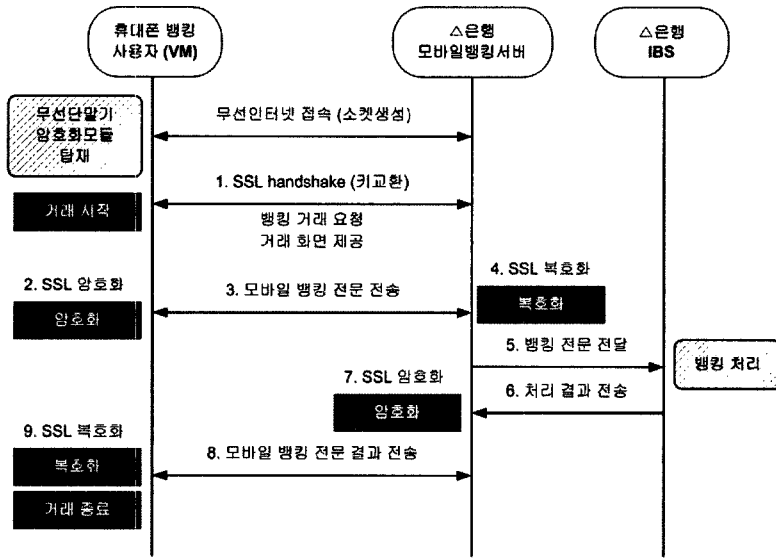 휴대폰 뱅킹
사용자 (VM)
△은행
모바일뱅킹서버
△은행
IBS
무선단말기
암호화모듈
탑재
무선인터넷 접속 (소켓생성)
1. SSL handshake (키교환)
거래 시작
뱅킹 거래 요청
거래 화면 제공
2. SSL 암호화
암호화
3. 모바일 뱅킹 전문 전송
4. SSL 복호화
복호화
5. 뱅킹 전문 전달
뱅킹 처리
6. 처리 결과 전송
7. SSL 암호화
암호화
9. SSL 복호화
복호화
8. 모바일 뱅킹 전문 결과 전송
거래 종료